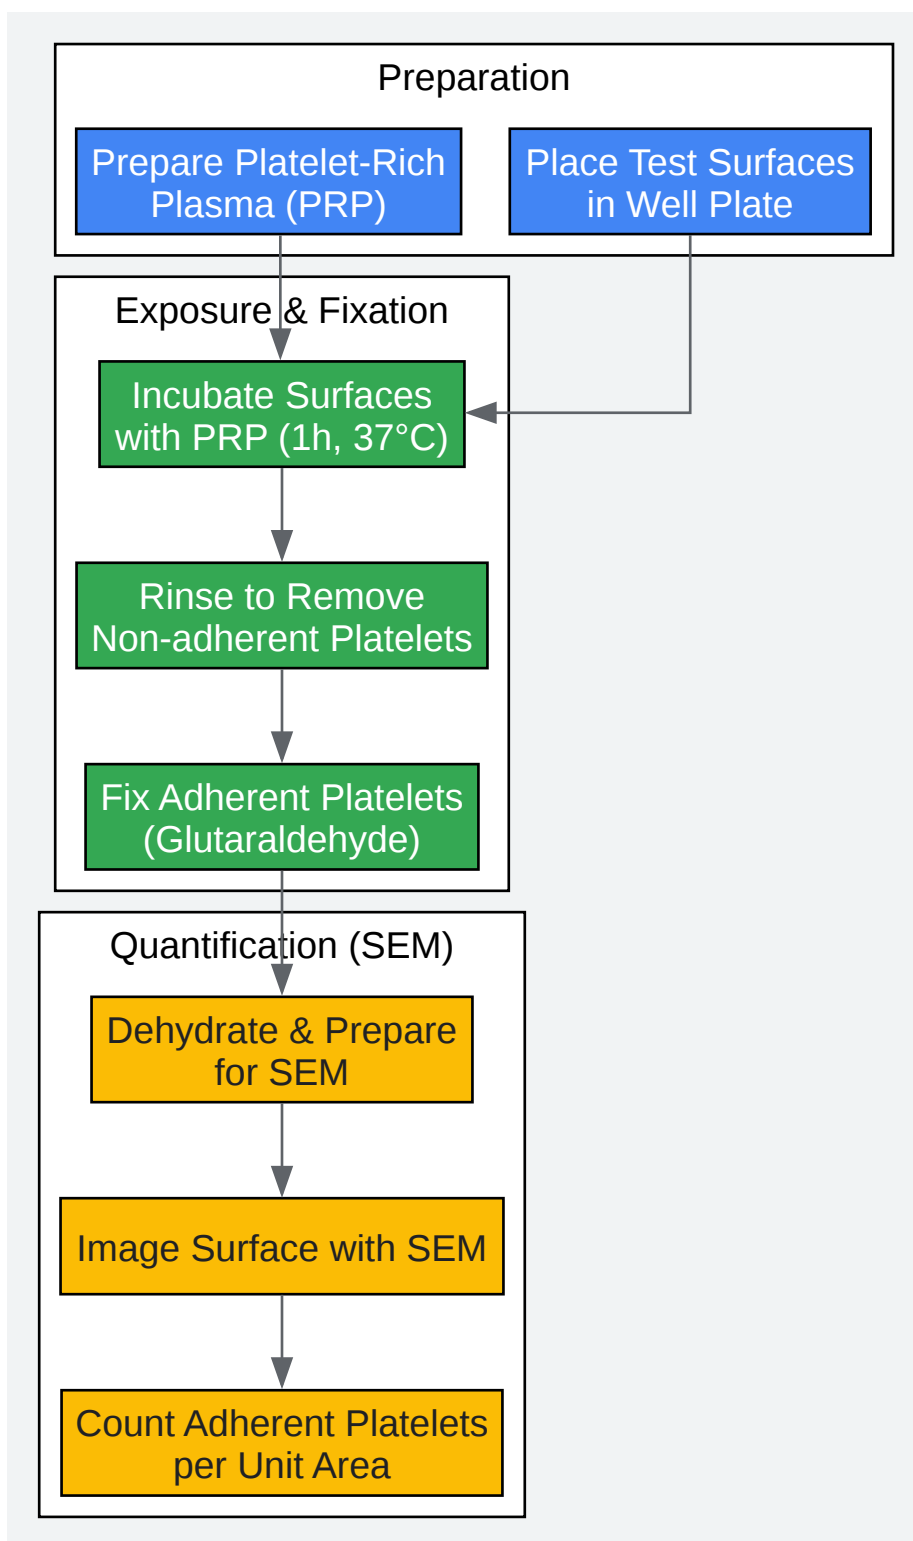 Preparation
Prepare Platelet-Rich
Plasma (PRP)
Place Test Surfaces
in Well Plate
Exposure & Fixation
Incubate Surfaces
with PRP (1h, 37°C)
Rinse to Remove
Non-adherent Platelets
Fix Adherent Platelets
(Glutaraldehyde)
Quantification (SEM)
Dehydrate & Prepare
for SEM
Image Surface with SEM
Count Adherent Platelets
per Unit Area